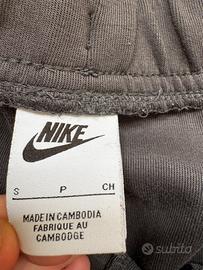 NIKE
S P CH
MADE IN CAMBODIA
FABRIQUE AU
CAMBODGE
subito